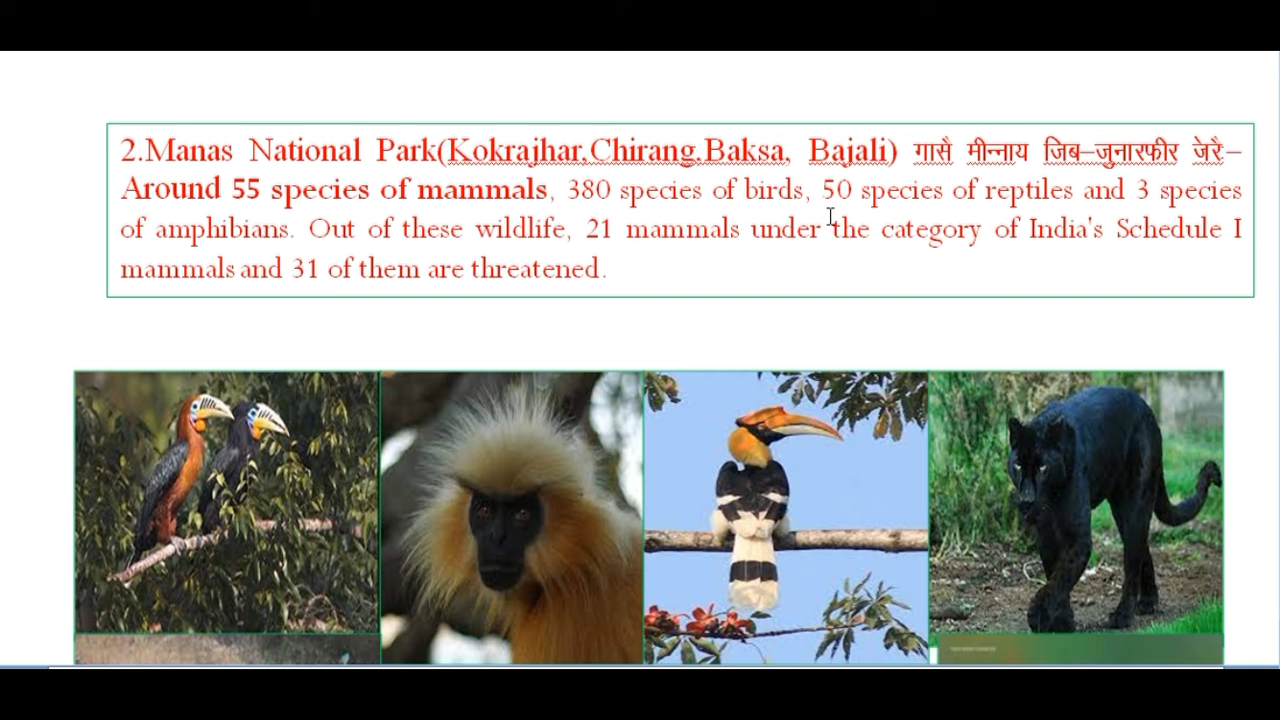 2.Manas National Park(Kokrajhar,Chirang,Baksa, Bajali) गासै मीन्नाय जिब–जुनारफीर जेरै–
Around 55 species of mammals, 380 species of birds, 50 species of reptiles and 3 species
of amphibians. Out of these wildlife, 21 mammals under the category of India's Schedule I
mammals and 31 of them are threatened.